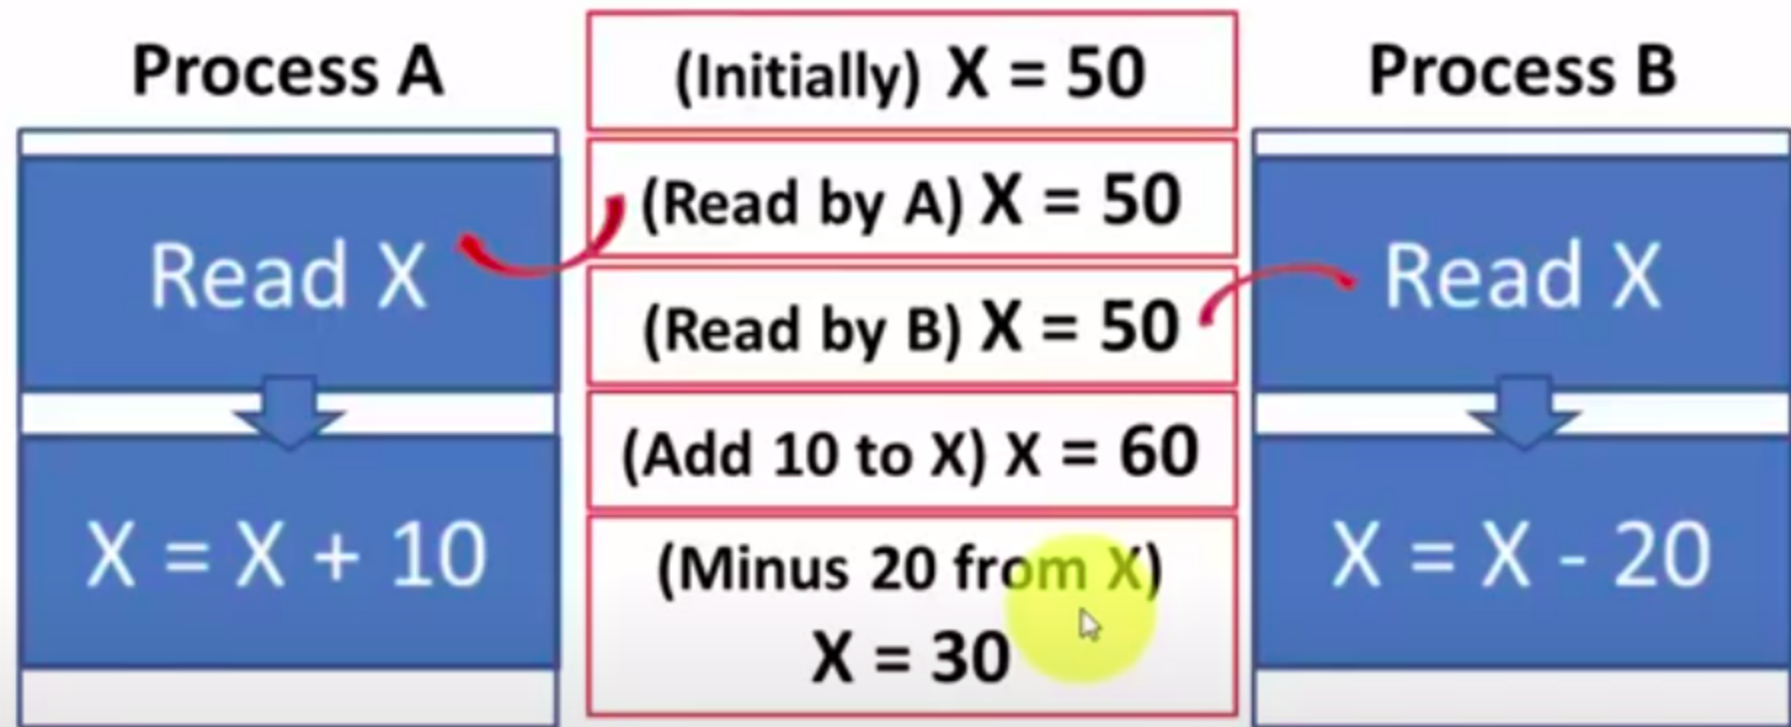 Process A
Read X
X = X + 10
(Initially) X = 50
(Read by A) X = 50
(Read by B) X = 50
(Add 10 to X) X = 60
(Minus 20 from X)
X = 30
Process B
Read X
X = X - 20